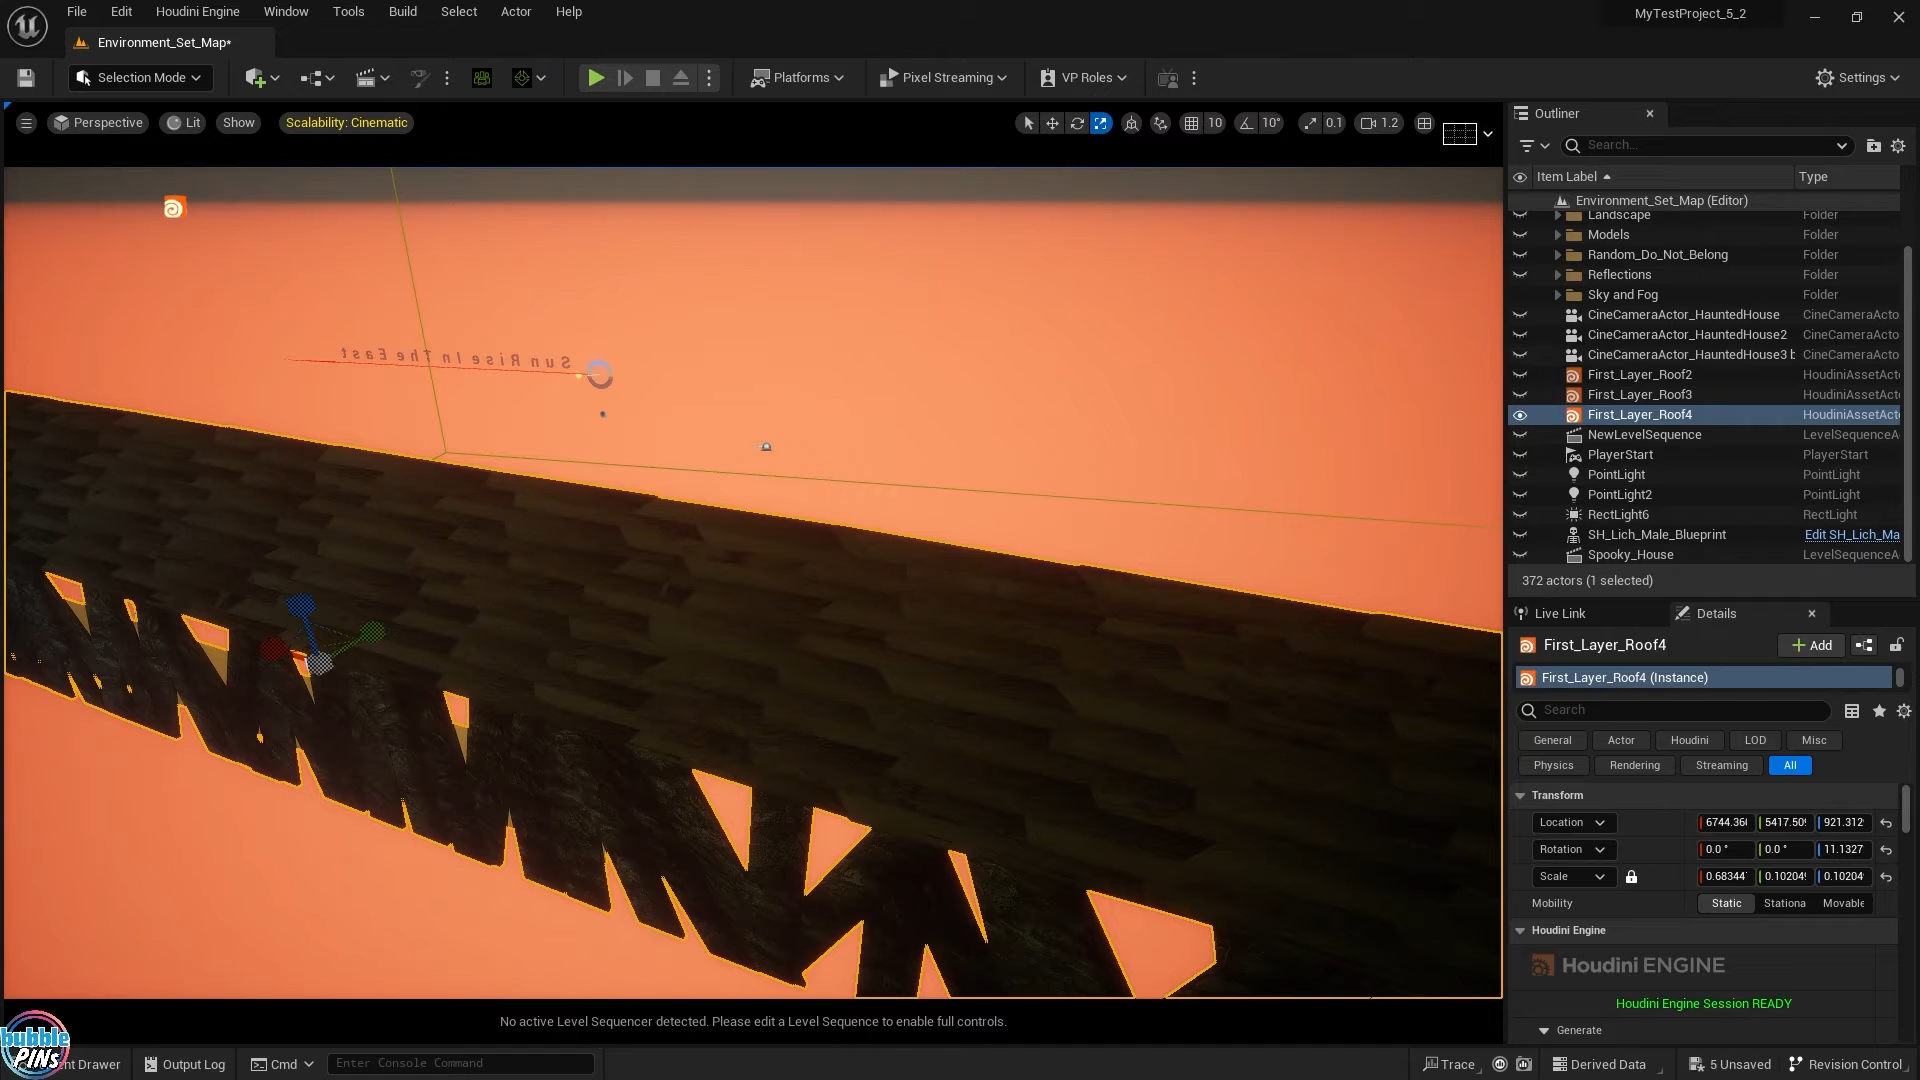 File Edit Houdini Engine Window Tools Build Select Actor Help
MyTestProject_5_2
Environment_Set_Map*
Selection Mode
Platforms
Pixel Streaming
VP Roles
Settings
Perspective Lit Show Scalability: Cinematic
10 10° 0.1 1.2
Sun Rise In The East
No active Level Sequencer detected. Please edit a Level Sequence to enable full controls.
Outliner
Search...
Item Label Type
Environment_Set_Map (Editor)
Landscape Folder
Models Folder
Random_Do_Not_Belong Folder
Reflections Folder
Sky and Fog Folder
CineCameraActor_HauntedHouse CineCameraActo
CineCameraActor_HauntedHouse2 CineCameraActo
CineCameraActor_HauntedHouse3 b CineCameraActo
First_Layer_Roof2 HoudiniAssetActo
First_Layer_Roof3 HoudiniAssetActo
First_Layer_Roof4 HoudiniAssetActo
NewLevelSequence LevelSequenceA
PlayerStart PlayerStart
PointLight PointLight
PointLight2 PointLight
RectLight6 RectLight
SH_Lich_Male_Blueprint Edit SH_Lich_Ma
Spooky_House LevelSequenceA
372 actors (1 selected)
Live Link Details
First_Layer_Roof4 Add
First_Layer_Roof4 (Instance)
Search
General Actor Houdini LOD Misc
Physics Rendering Streaming All
Transform
Location 6744.36 5417.50 921.312
Rotation 0.0 ° 0.0 ° 11.1327
Scale 0.68344 0.10204 0.10204
Mobility Static Stationa Movable
Houdini Engine
Houdini ENGINE
Houdini Engine Session READY
Generate
bubble
PiNs
ent Drawer Output Log Cmd Enter Console Command
Trace Derived Data 5 Unsaved Revision Control